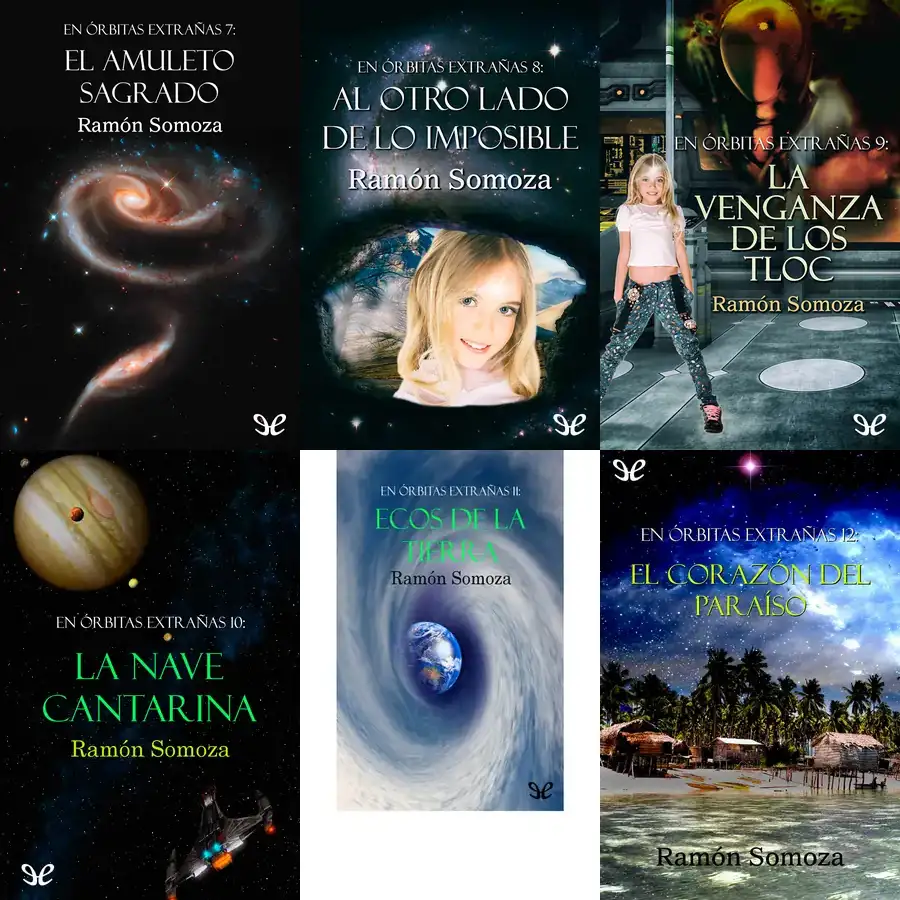 EN ÓRBITAS EXTRAÑAS 7:
EL AMULETO
SAGRADO
Ramón Somoza
EN ÓRBITAS EXTRAÑAS 8:
AL OTRO LADO
DE LO IMPOSIBLE
Ramón Somoza
EN ÓRBITAS EXTRAÑAS 9:
LA
VENGANZA
DE LOS
TLOC
Ramón Somoza
EN ÓRBITAS EXTRAÑAS 10:
LA NAVE
CANTARINA
Ramón Somoza
EN ÓRBITAS EXTRAÑAS 11:
ECOS DE LA
TIERRA
Ramón Somoza
EN ÓRBITAS EXTRAÑAS 12:
EL CORAZÓN DEL
PARAÍSO
Ramón Somoza